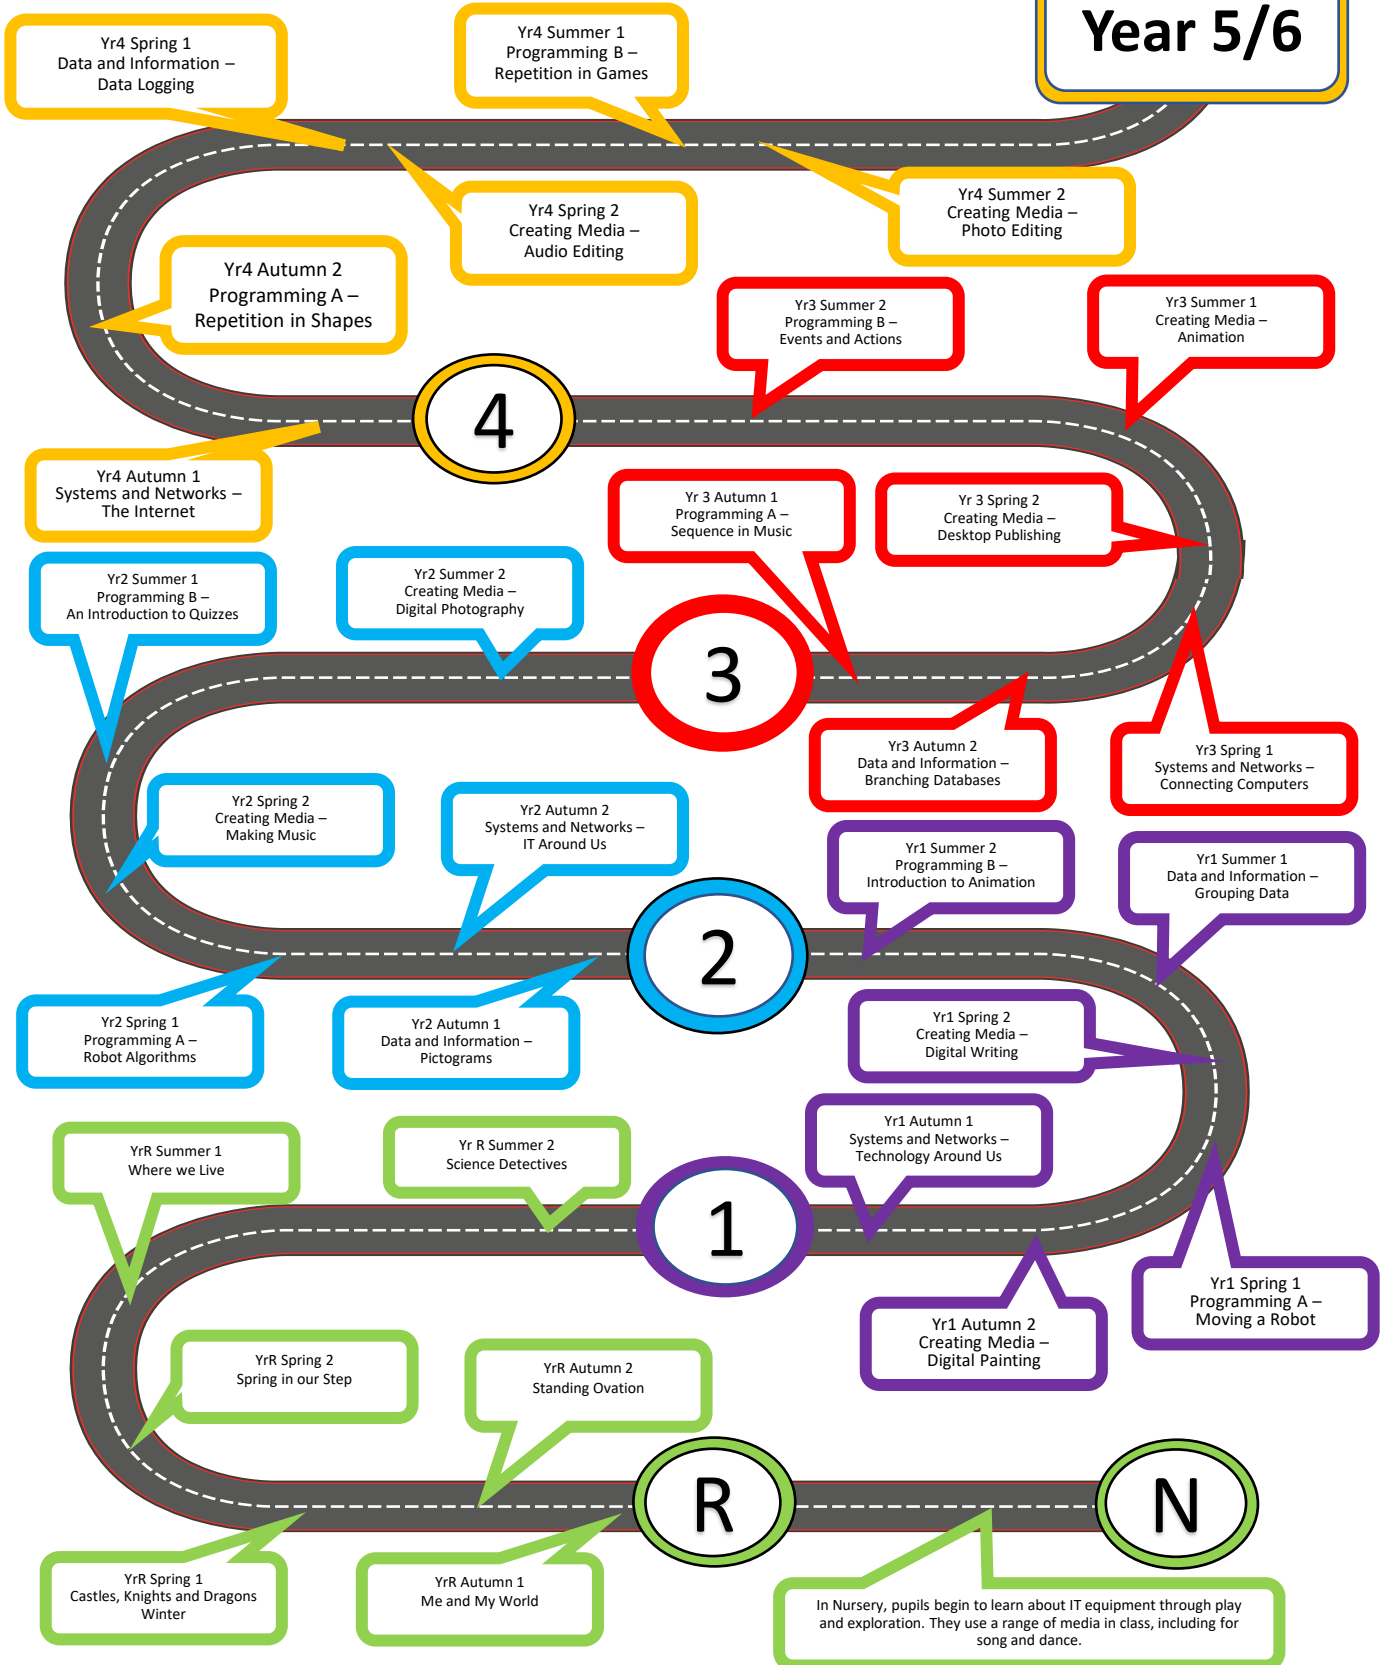 Year 5/6
Yr4 Spring 1
Data and Information –
Data Logging
Yr4 Summer 1
Programming B –
Repetition in Games
Yr4 Spring 2
Creating Media –
Audio Editing
Yr4 Summer 2
Creating Media –
Photo Editing
Yr4 Autumn 2
Programming A –
Repetition in Shapes
Yr3 Summer 2
Programming B –
Events and Actions
Yr3 Summer 1
Creating Media –
Animation
4
Yr4 Autumn 1
Systems and Networks –
The Internet
Yr 3 Autumn 1
Programming A –
Sequence in Music
Yr 3 Spring 2
Creating Media –
Desktop Publishing
Yr2 Summer 1
Programming B –
An Introduction to Quizzes
Yr2 Summer 2
Creating Media –
Digital Photography
3
Yr3 Autumn 2
Data and Information –
Branching Databases
Yr3 Spring 1
Systems and Networks –
Connecting Computers
Yr2 Spring 2
Creating Media –
Making Music
Yr2 Autumn 2
Systems and Networks –
IT Around Us
Yr1 Summer 2
Programming B –
Introduction to Animation
Yr1 Summer 1
Data and Information –
Grouping Data
2
Yr2 Spring 1
Programming A –
Robot Algorithms
Yr2 Autumn 1
Data and Information –
Pictograms
Yr1 Spring 2
Creating Media –
Digital Writing
YrR Summer 1
Where we Live
Yr R Summer 2
Science Detectives
Yr1 Autumn 1
Systems and Networks –
Technology Around Us
1
Yr1 Autumn 2
Creating Media –
Digital Painting
Yr1 Spring 1
Programming A –
Moving a Robot
YrR Spring 2
Spring in our Step
YrR Autumn 2
Standing Ovation
R
N
YrR Spring 1
Castles, Knights and Dragons
Winter
YrR Autumn 1
Me and My World
In Nursery, pupils begin to learn about IT equipment through play
and exploration. They use a range of media in class, including for
song and dance.